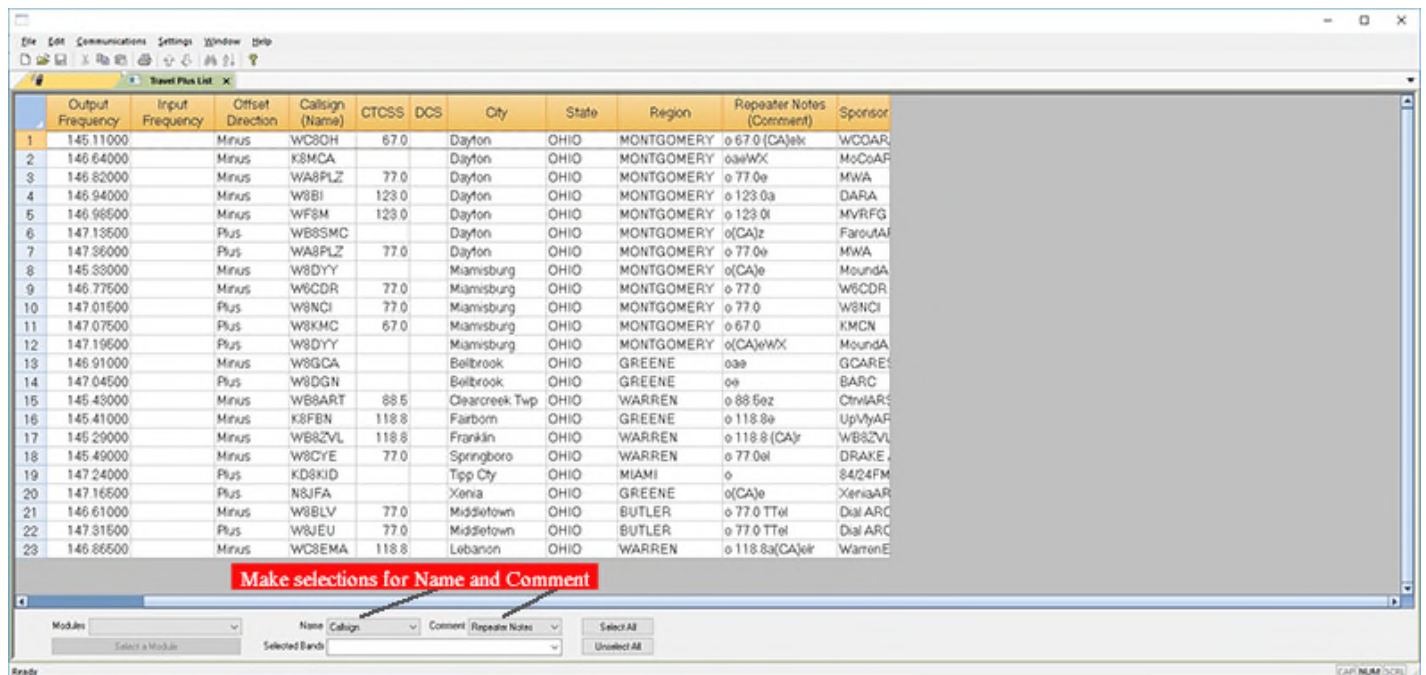 File Edit Communications Settings Window Help
Travel Plus List X
Output Frequency Input Frequency Offset Direction Callsign (Name) CTCSS DCS City State Region Repeater Notes (Comment) Sponsor
1 145.11000 Minus WC8OH 67.0 Dayton OHIO MONTGOMERY o 67.0 (CA)elx WCOAR
2 146.64000 Minus K8MCA Dayton OHIO MONTGOMERY oaeWX MoCoAR
3 146.82000 Minus WA8PLZ 77.0 Dayton OHIO MONTGOMERY o 77.0e MWA
4 146.94000 Minus W8BI 123.0 Dayton OHIO MONTGOMERY o 123.0a DARA
5 146.98500 Minus WF8M 123.0 Dayton OHIO MONTGOMERY o 123.0l MVRFG
6 147.13500 Plus WB8SMC Dayton OHIO MONTGOMERY o(CA)z FaroutAR
7 147.36000 Plus WA8PLZ 77.0 Dayton OHIO MONTGOMERY o 77.0e MWA
8 145.33000 Minus W8DYY Miamisburg OHIO MONTGOMERY o(CA)e MoundA
9 146.77500 Minus W6CDR 77.0 Miamisburg OHIO MONTGOMERY o 77.0 W6CDR
10 147.01500 Plus W8NCI 77.0 Miamisburg OHIO MONTGOMERY o 77.0 W8NCI
11 147.07500 Plus W8KMC 67.0 Miamisburg OHIO MONTGOMERY o 67.0 KMCN
12 147.19500 Plus W8DYY Miamisburg OHIO MONTGOMERY o(CA)eWX MoundA
13 146.91000 Minus W8GCA Bellbrook OHIO GREENE oae GCARES
14 147.04500 Plus W8DGN Bellbrook OHIO GREENE oe BARC
15 145.43000 Minus WB8ART 88.5 Clearcreek Twp OHIO WARREN o 88.5ez CtrvlARS
16 145.41000 Minus K8FBN 118.8 Fairborn OHIO GREENE o 118.8e UpVlyAR
17 145.29000 Minus WB8ZVL 118.8 Franklin OHIO WARREN o 118.8 (CA)r WB8ZVL
18 145.49000 Minus W8CYE 77.0 Springboro OHIO WARREN o 77.0el DRAKE
19 147.24000 Plus KD8KID Tipp Cty OHIO MIAMI o 84/24FM
20 147.16500 Plus N8JFA Xenia OHIO GREENE o(CA)e XeniaAR
21 146.61000 Minus W8BLV 77.0 Middletown OHIO BUTLER o 77.0 TTel Dial ARC
22 147.31500 Plus W8JEU 77.0 Middletown OHIO BUTLER o 77.0 TTel Dial ARC
23 146.86500 Minus WC8EMA 118.8 Lebanon OHIO WARREN o 118.8a(CA)elr WarrenE
Make selections for Name and Comment
Modules Name Callsign Comment Repeater Notes Select All
Select a Module Selected Bands Unselect All
Ready CAP NUM SCRL